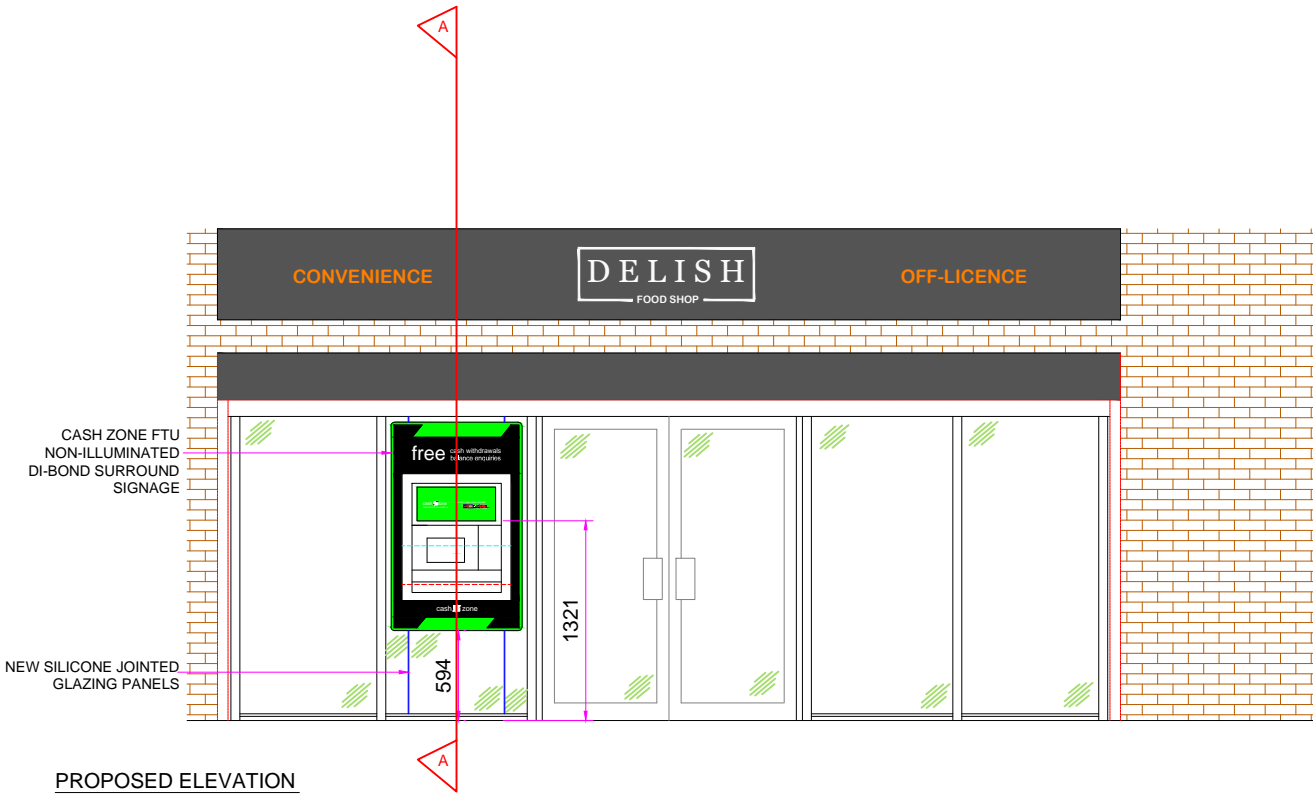 A
CONVENIENCE
DELISH
FOOD SHOP
OFF-LICENCE
CASH ZONE FTU
NON-ILLUMINATED
DI-BOND SURROUND
SIGNAGE
free
cash withdrawals
balance enquiries
1321
cash zone
NEW SILICONE JOINTED
GLAZING PANELS
594
A
PROPOSED ELEVATION